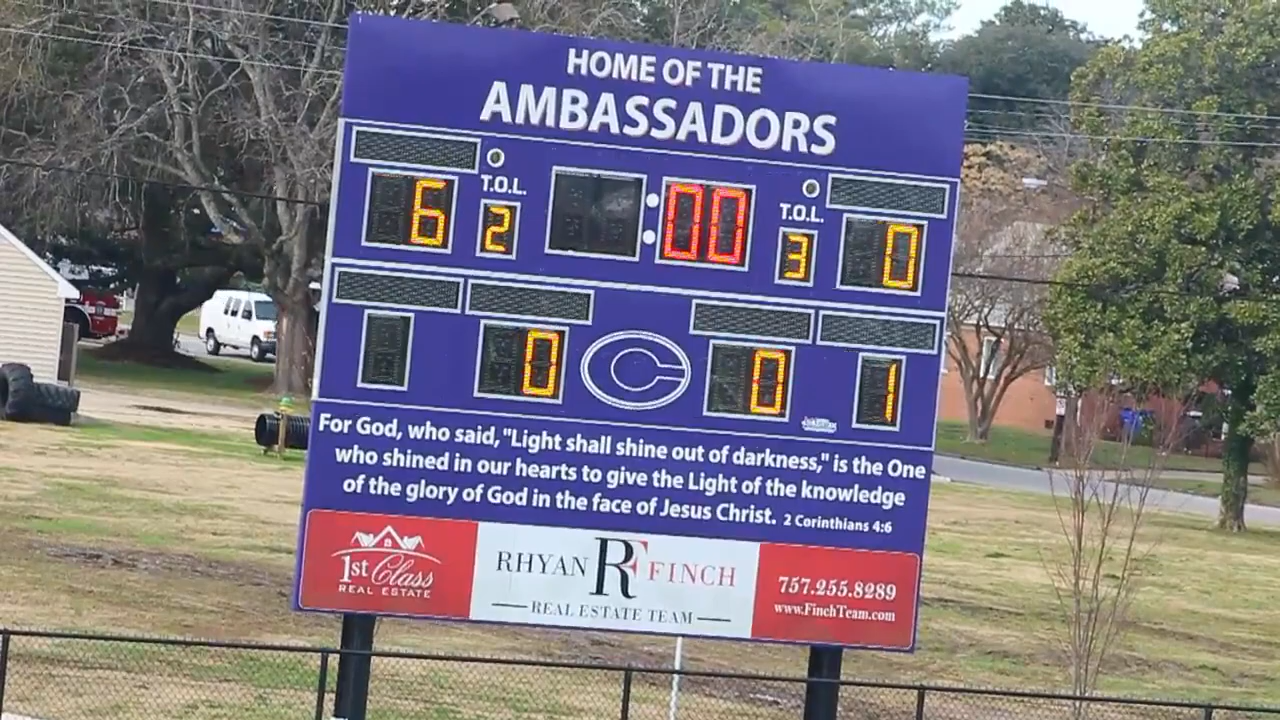 HOME OF THE
AMBASSADORS
T.O.L.
T.O.L.
6 2 : 00 3 0
0 C 0 1
For God, who said, "Light shall shine out of darkness," is the One
who shined in our hearts to give the Light of the knowledge
of the glory of God in the face of Jesus Christ. 2 Corinthians 4:6
1st Class
REAL ESTATE
RHYAN RF FINCH
REAL ESTATE TEAM
757.255.8289
www.FinchTeam.com